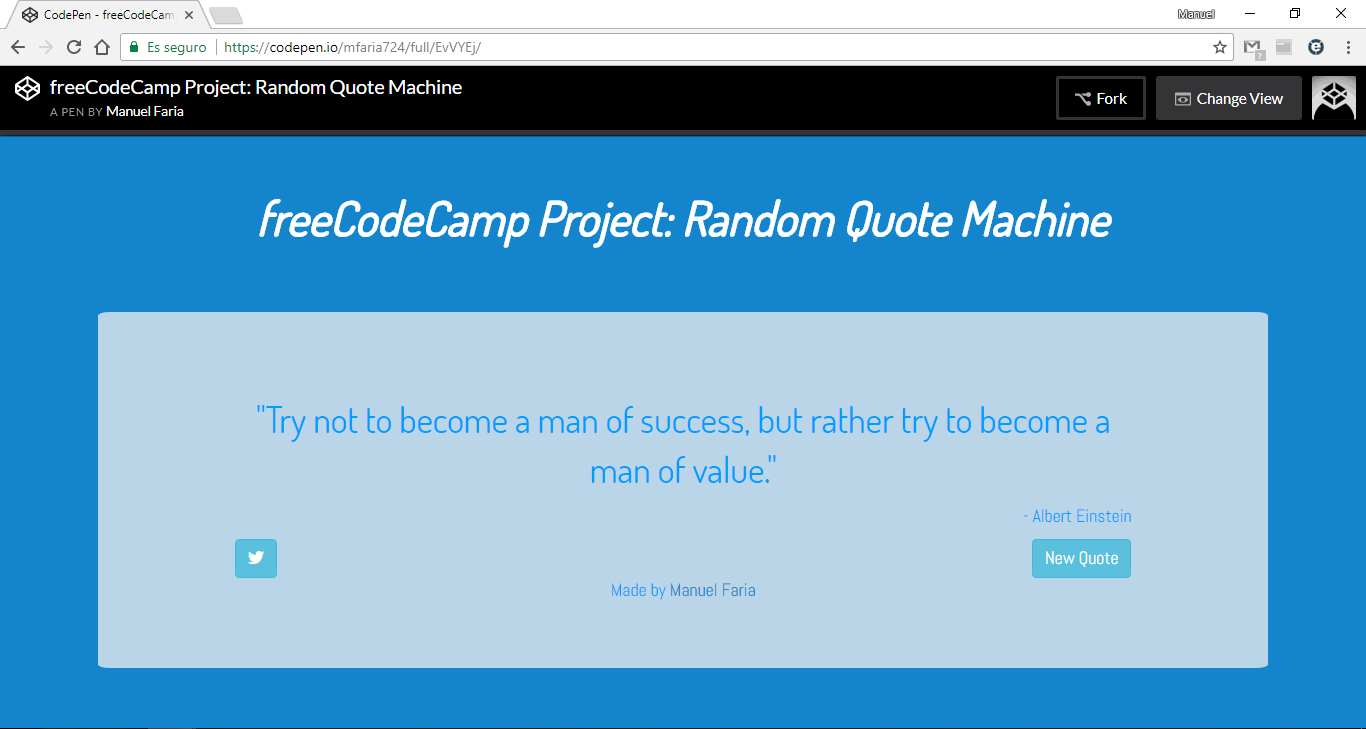 CodePen - freeCodeCam
Manuel
Es seguro
https://codepen.io/mfaria724/full/EvVYEj/
freeCodeCamp Project: Random Quote Machine
A PEN BY Manuel Faria
Fork
Change View
freeCodeCamp Project: Random Quote Machine
"Try not to become a man of success, but rather try to become a
man of value."
- Albert Einstein
New Quote
Made by Manuel Faria